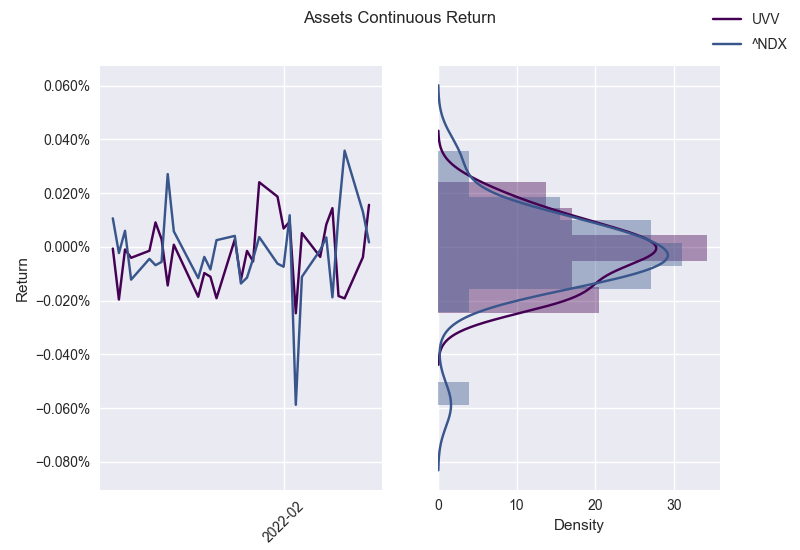 Assets Continuous Return
UVV
^NDX
0.060%
0.040%
0.020%
0.000%
−0.020%
−0.040%
−0.060%
−0.080%
Return
2022-02
0 10 20 30
Density